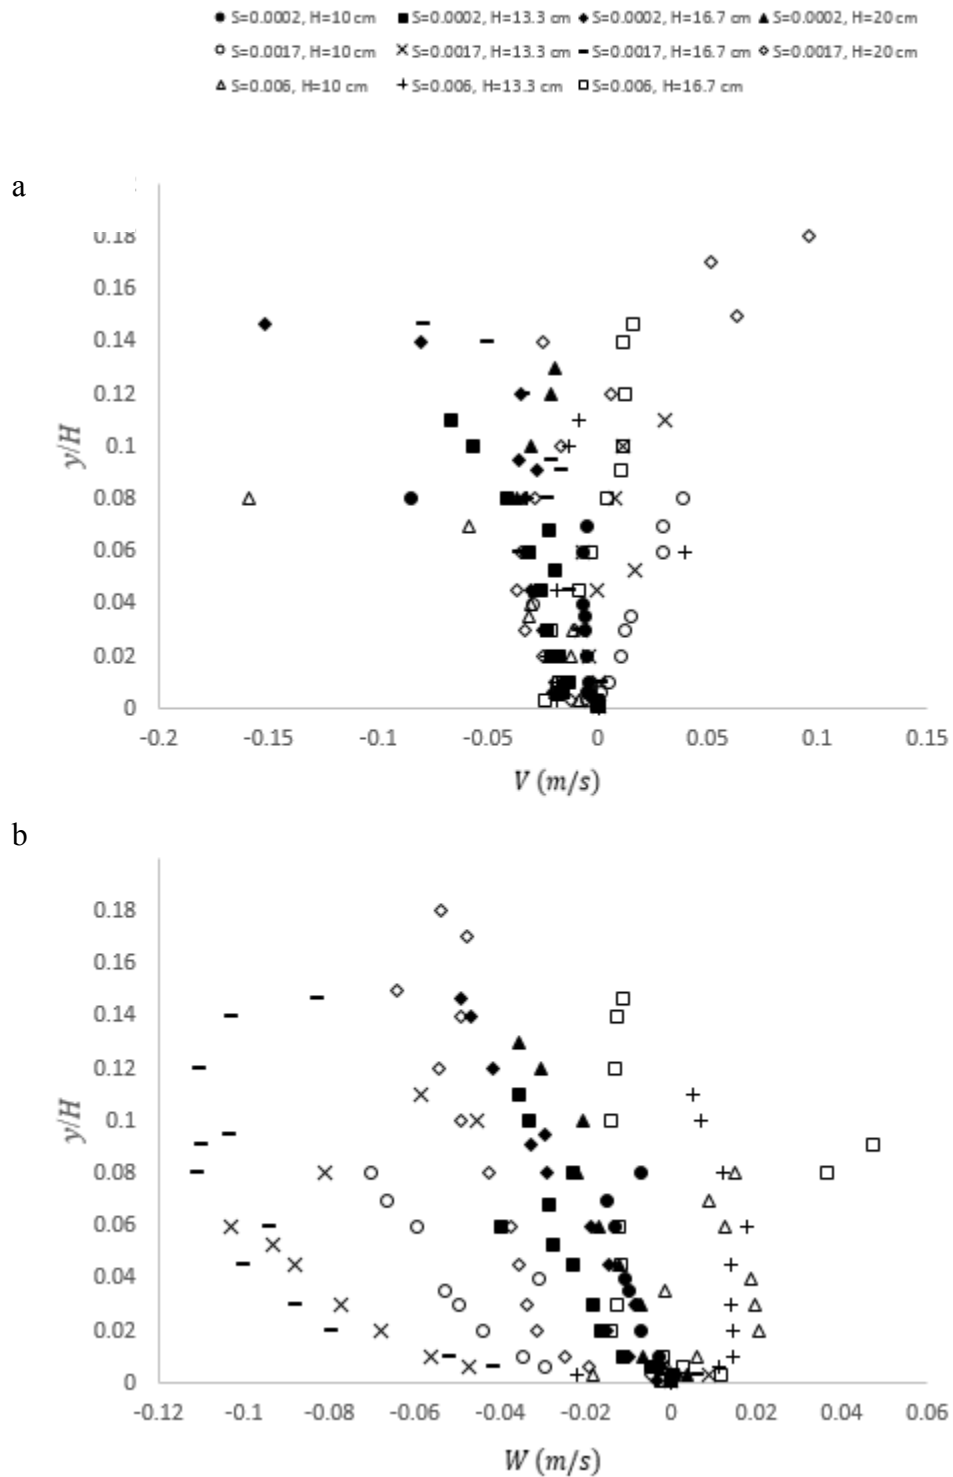 S=0.0002, H=10 cm S=0.0002, H=13.3 cm S=0.0002, H=16.7 cm S=0.0002, H=20 cm
S=0.0017, H=10 cm S=0.0017, H=13.3 cm S=0.0017, H=16.7 cm S=0.0017, H=20 cm
S=0.006, H=10 cm S=0.006, H=13.3 cm S=0.006, H=16.7 cm
a
0.18
0.16
0.14
0.12
0.1
0.08
0.06
0.04
0.02
0
y/H
-0.2 -0.15 -0.1 -0.05 0 0.05 0.1 0.15
V (m/s)
b
0.18
0.16
0.14
0.12
0.1
0.08
0.06
0.04
0.02
0
y/H
-0.12 -0.1 -0.08 -0.06 -0.04 -0.02 0 0.02 0.04 0.06
W (m/s)